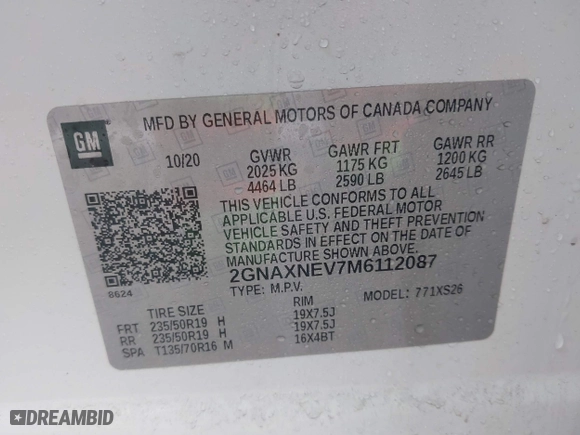 GM
MFD BY GENERAL MOTORS OF CANADA COMPANY
10/20 GVWR GAWR FRT GAWR RR
2025 KG 1175 KG 1200 KG
4464 LB 2590 LB 2645 LB
THIS VEHICLE CONFORMS TO ALL
APPLICABLE U.S. FEDERAL MOTOR
VEHICLE SAFETY AND THEFT PREVENTION
STANDARDS IN EFFECT ON THE DATE OF
MANUFACTURE SHOWN ABOVE.
2GNAXNEV7M6112087
8624
TYPE: M.P.V. MODEL: 771XS26
TIRE SIZE RIM
FRT 235/50R19 H 19X7.5J
RR 235/50R19 H 19X7.5J
SPA T135/70R16 M 16X4BT
DREAMBID